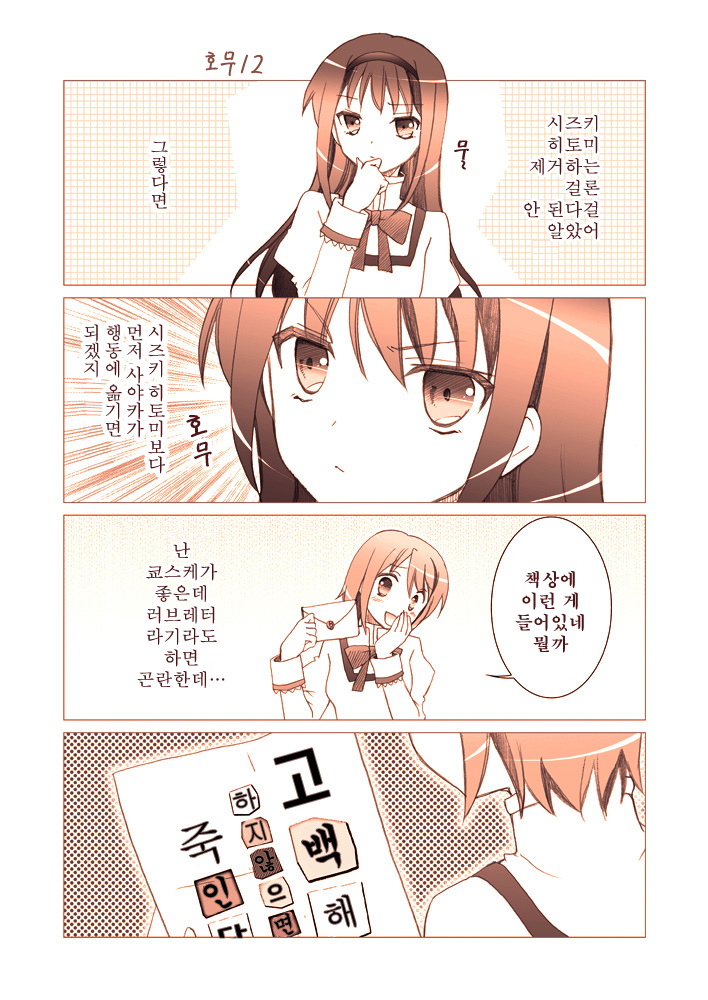 호무12
시즈키
히토미
제거하는
걸론
안 된다걸
알았어
물
그렇다면
시즈키 히토미보다
먼저 사야카가
행동에 옮기면
되겠지
호무
책상에
이런 게
들어있네
뭘까
난
쿄스케가
좋은데
러브레터
라기라도
하면
곤란한데…
고백해
하지않으면
죽인다